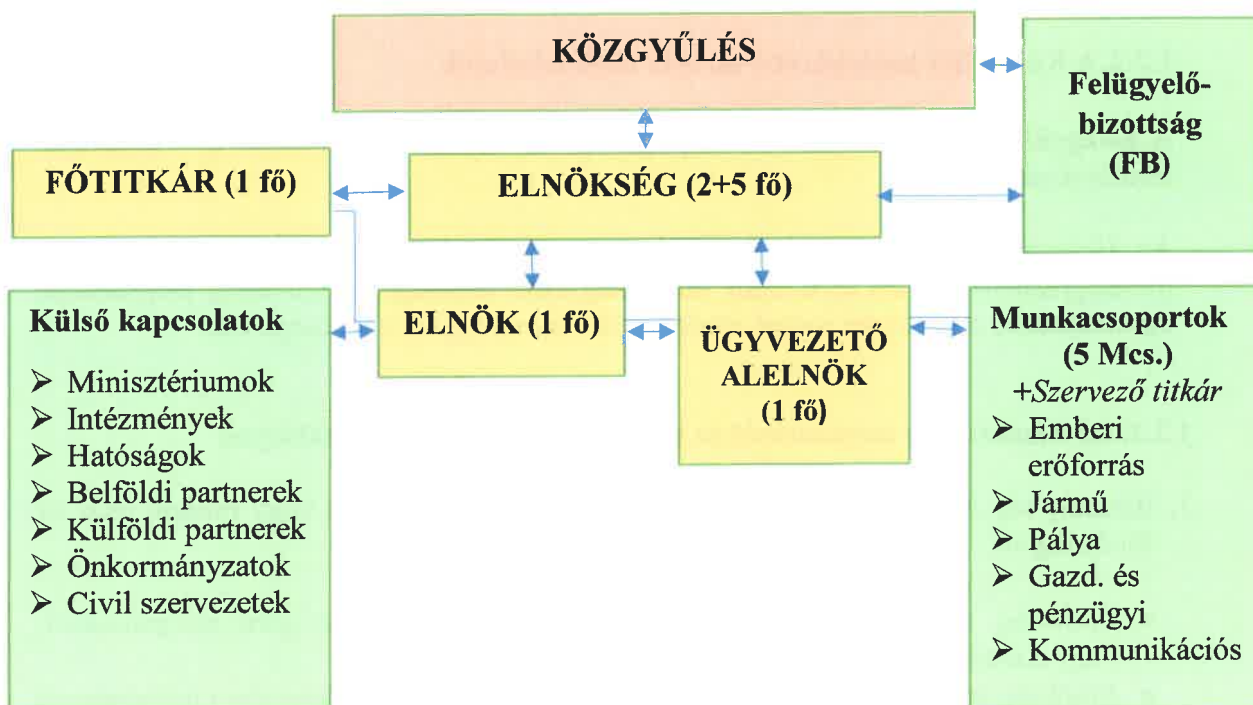 KÖZGYŰLÉS
Felügyelő-
bizottság
(FB)
FŐTITKÁR (1 fő)
ELNÖKSÉG (2+5 fő)
Külső kapcsolatok
➢ Minisztériumok
➢ Intézmények
➢ Hatóságok
➢ Belföldi partnerek
➢ Külföldi partnerek
➢ Önkormányzatok
➢ Civil szervezetek
ELNÖK (1 fő)
ÜGYVEZETŐ
ALELNÖK
(1 fő)
Munkacsoportok
(5 Mcs.)
+Szervező titkár
➢ Emberi
erőforrás
➢ Jármű
➢ Pálya
➢ Gazd. és
pénzügyi
➢ Kommunikációs